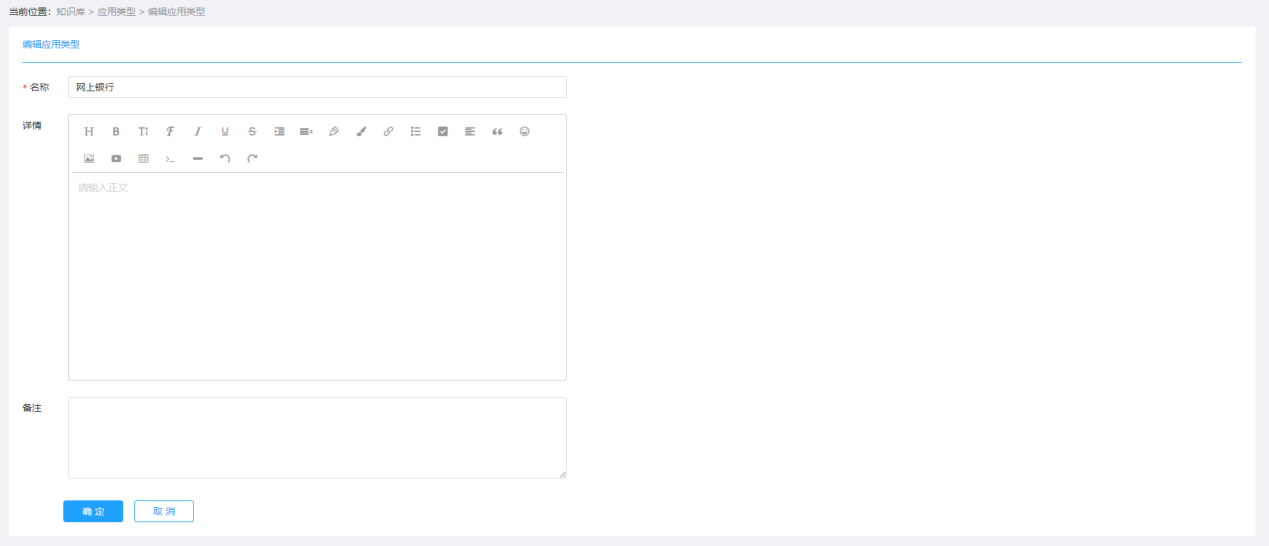 当前位置：知识库 > 应用类型 > 编辑应用类型
编辑应用类型
* 名称 网上银行
详情
请输入正文
备注
确 定 取 消